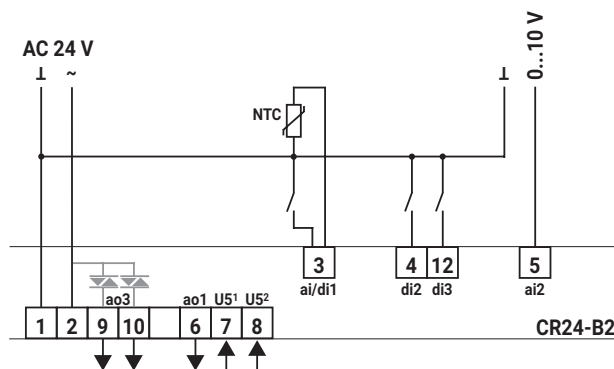 AC 24 V
⊥ ~ ⊥ 0...10 V
NTC
3 4 12 5
ai/di1 di2 di3 ai2
ao3 ao1 U5¹ U5²
1 2 9 10 6 7 8 CR24-B2